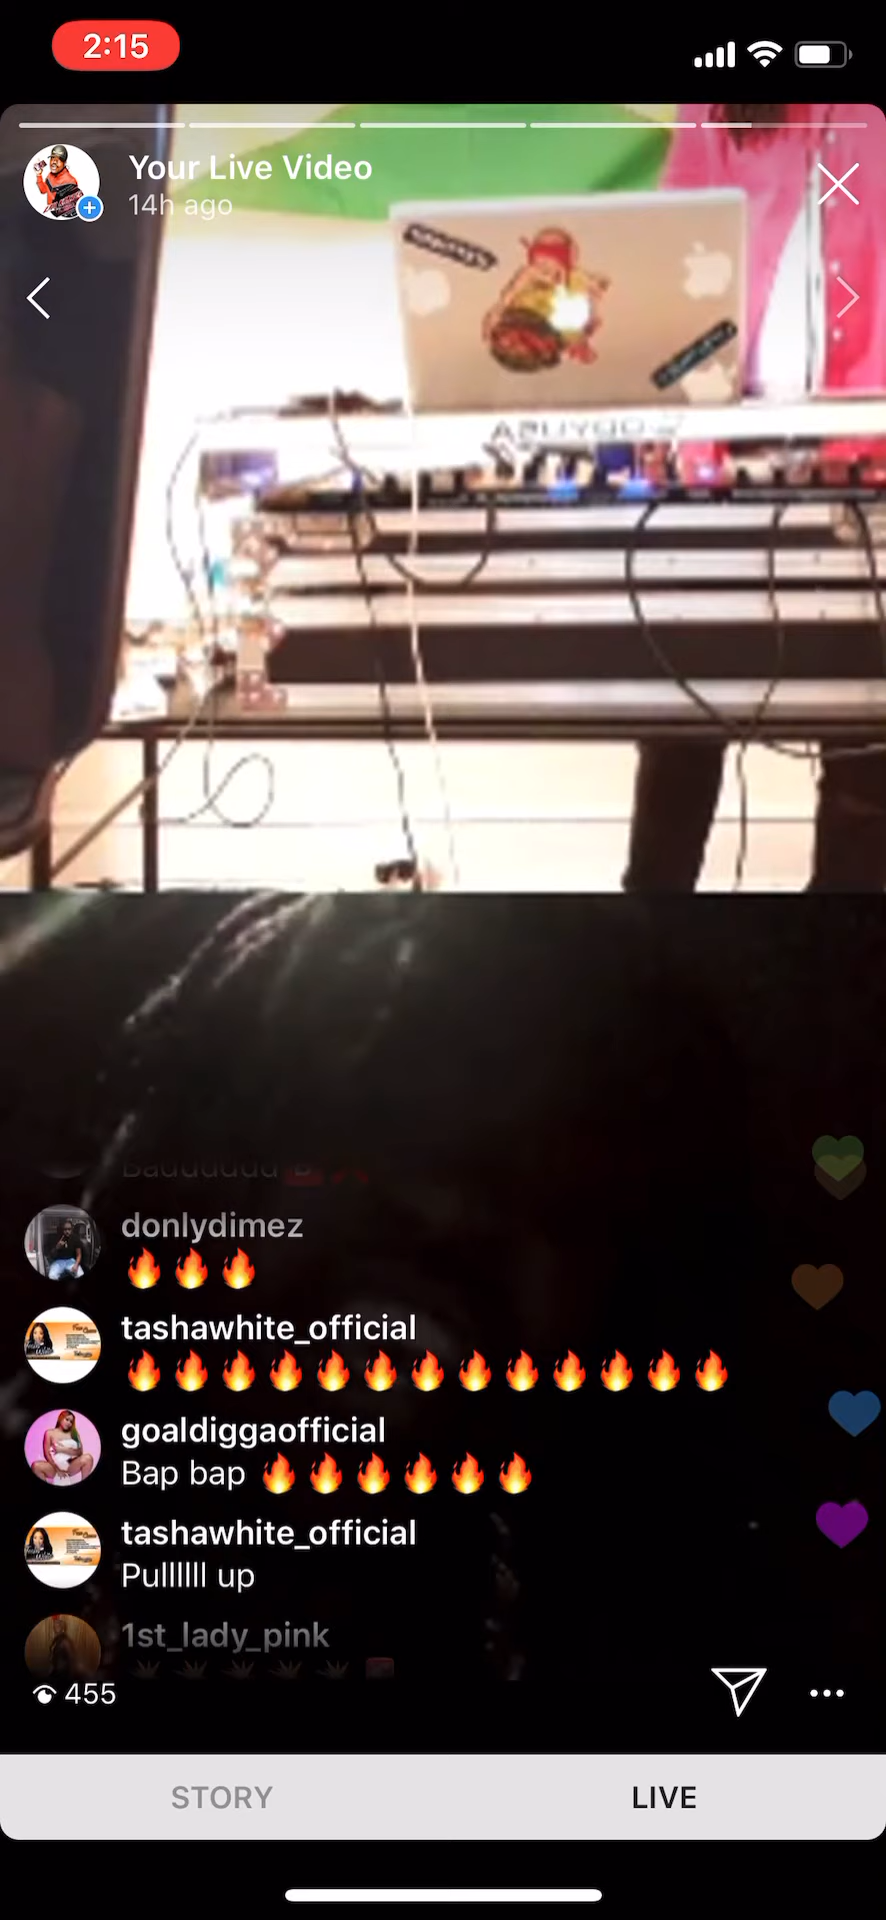 2:15
Your Live Video
14h ago
donlydimez
🔥🔥🔥
tashawhite_official
🔥🔥🔥🔥🔥🔥🔥🔥🔥🔥🔥🔥🔥
goaldiggaofficial
Bap bap 🔥🔥🔥🔥🔥🔥
tashawhite_official
Pullllll up
1st_lady_pink
455
STORY
LIVE